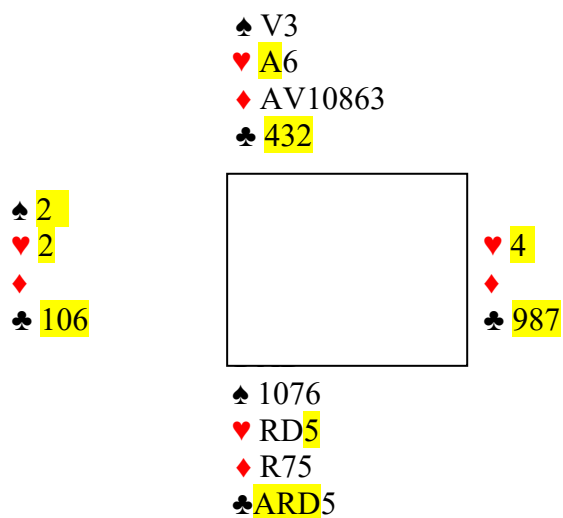 ♠ V3
♥ A6
♦ AV10863
♣ 432
♠ 2
♥ 2
♦
♣ 106
♥ 4
♦
♣ 987
♠ 1076
♥ RD5
♦ R75
♣ARD5